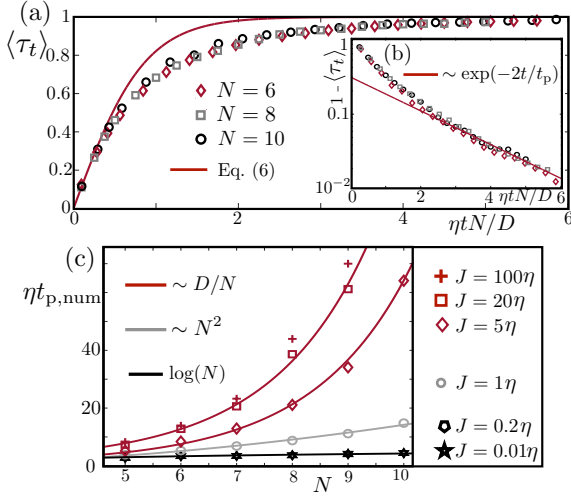 (a)
⟨τ_t⟩
1
0.8
0.6
0.4
0.2
0
N = 6
N = 8
N = 10
Eq. (6)
0 2 4 6
ηtN/D
(b)
1 - ⟨τ_t⟩
1
10^{-2}
∼ exp(−2t/t_p)
0 2 4 6
ηtN/D
(c)
ηt_{p,num}
60
40
20
0
∼ D/N
∼ N^2
log(N)
5 6 7 8 9 10
N
J = 100η
J = 20η
J = 5η
J = 1η
J = 0.2η
J = 0.01η